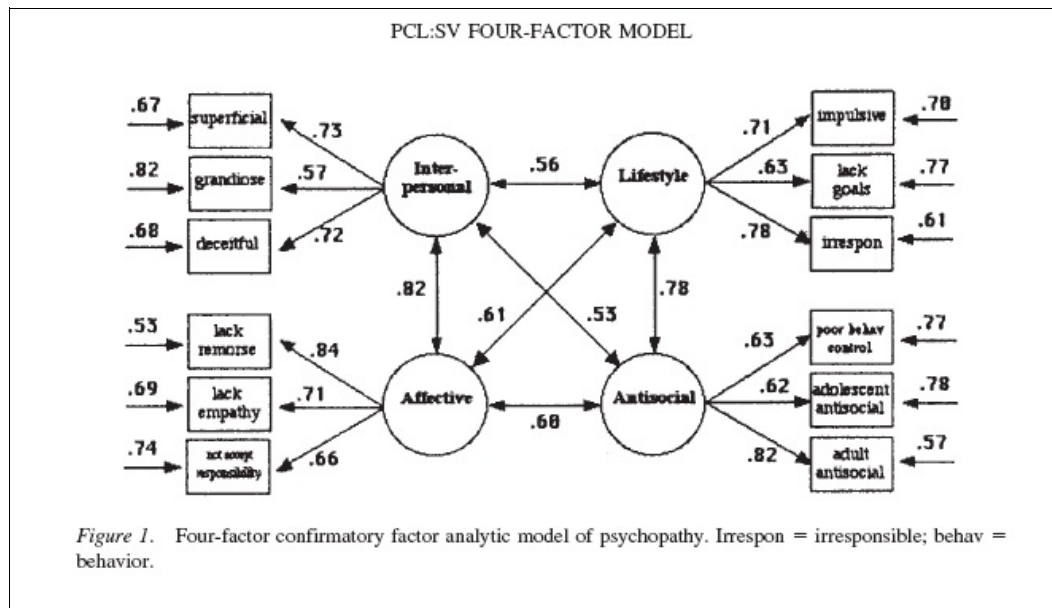 PCL:SV FOUR-FACTOR MODEL
.67
superficial
.73
.82
grandiose
.57
.68
deceitful
.72
Inter-
personal
.56
Lifestyle
.71
impulsive
.70
.63
lack
goals
.77
.78
irrespon
.61
.82
.61
.53
.78
.53
lack
remorse
.84
.69
lack
empathy
.71
.74
not accept
responsibility
.66
Affective
.60
Antisocial
.63
poor behav
control
.77
.62
adolescent
antisocial
.78
.82
adult
antisocial
.57
Figure 1. Four-factor confirmatory factor analytic model of psychopathy. Irrespon = irresponsible; behav =
behavior.